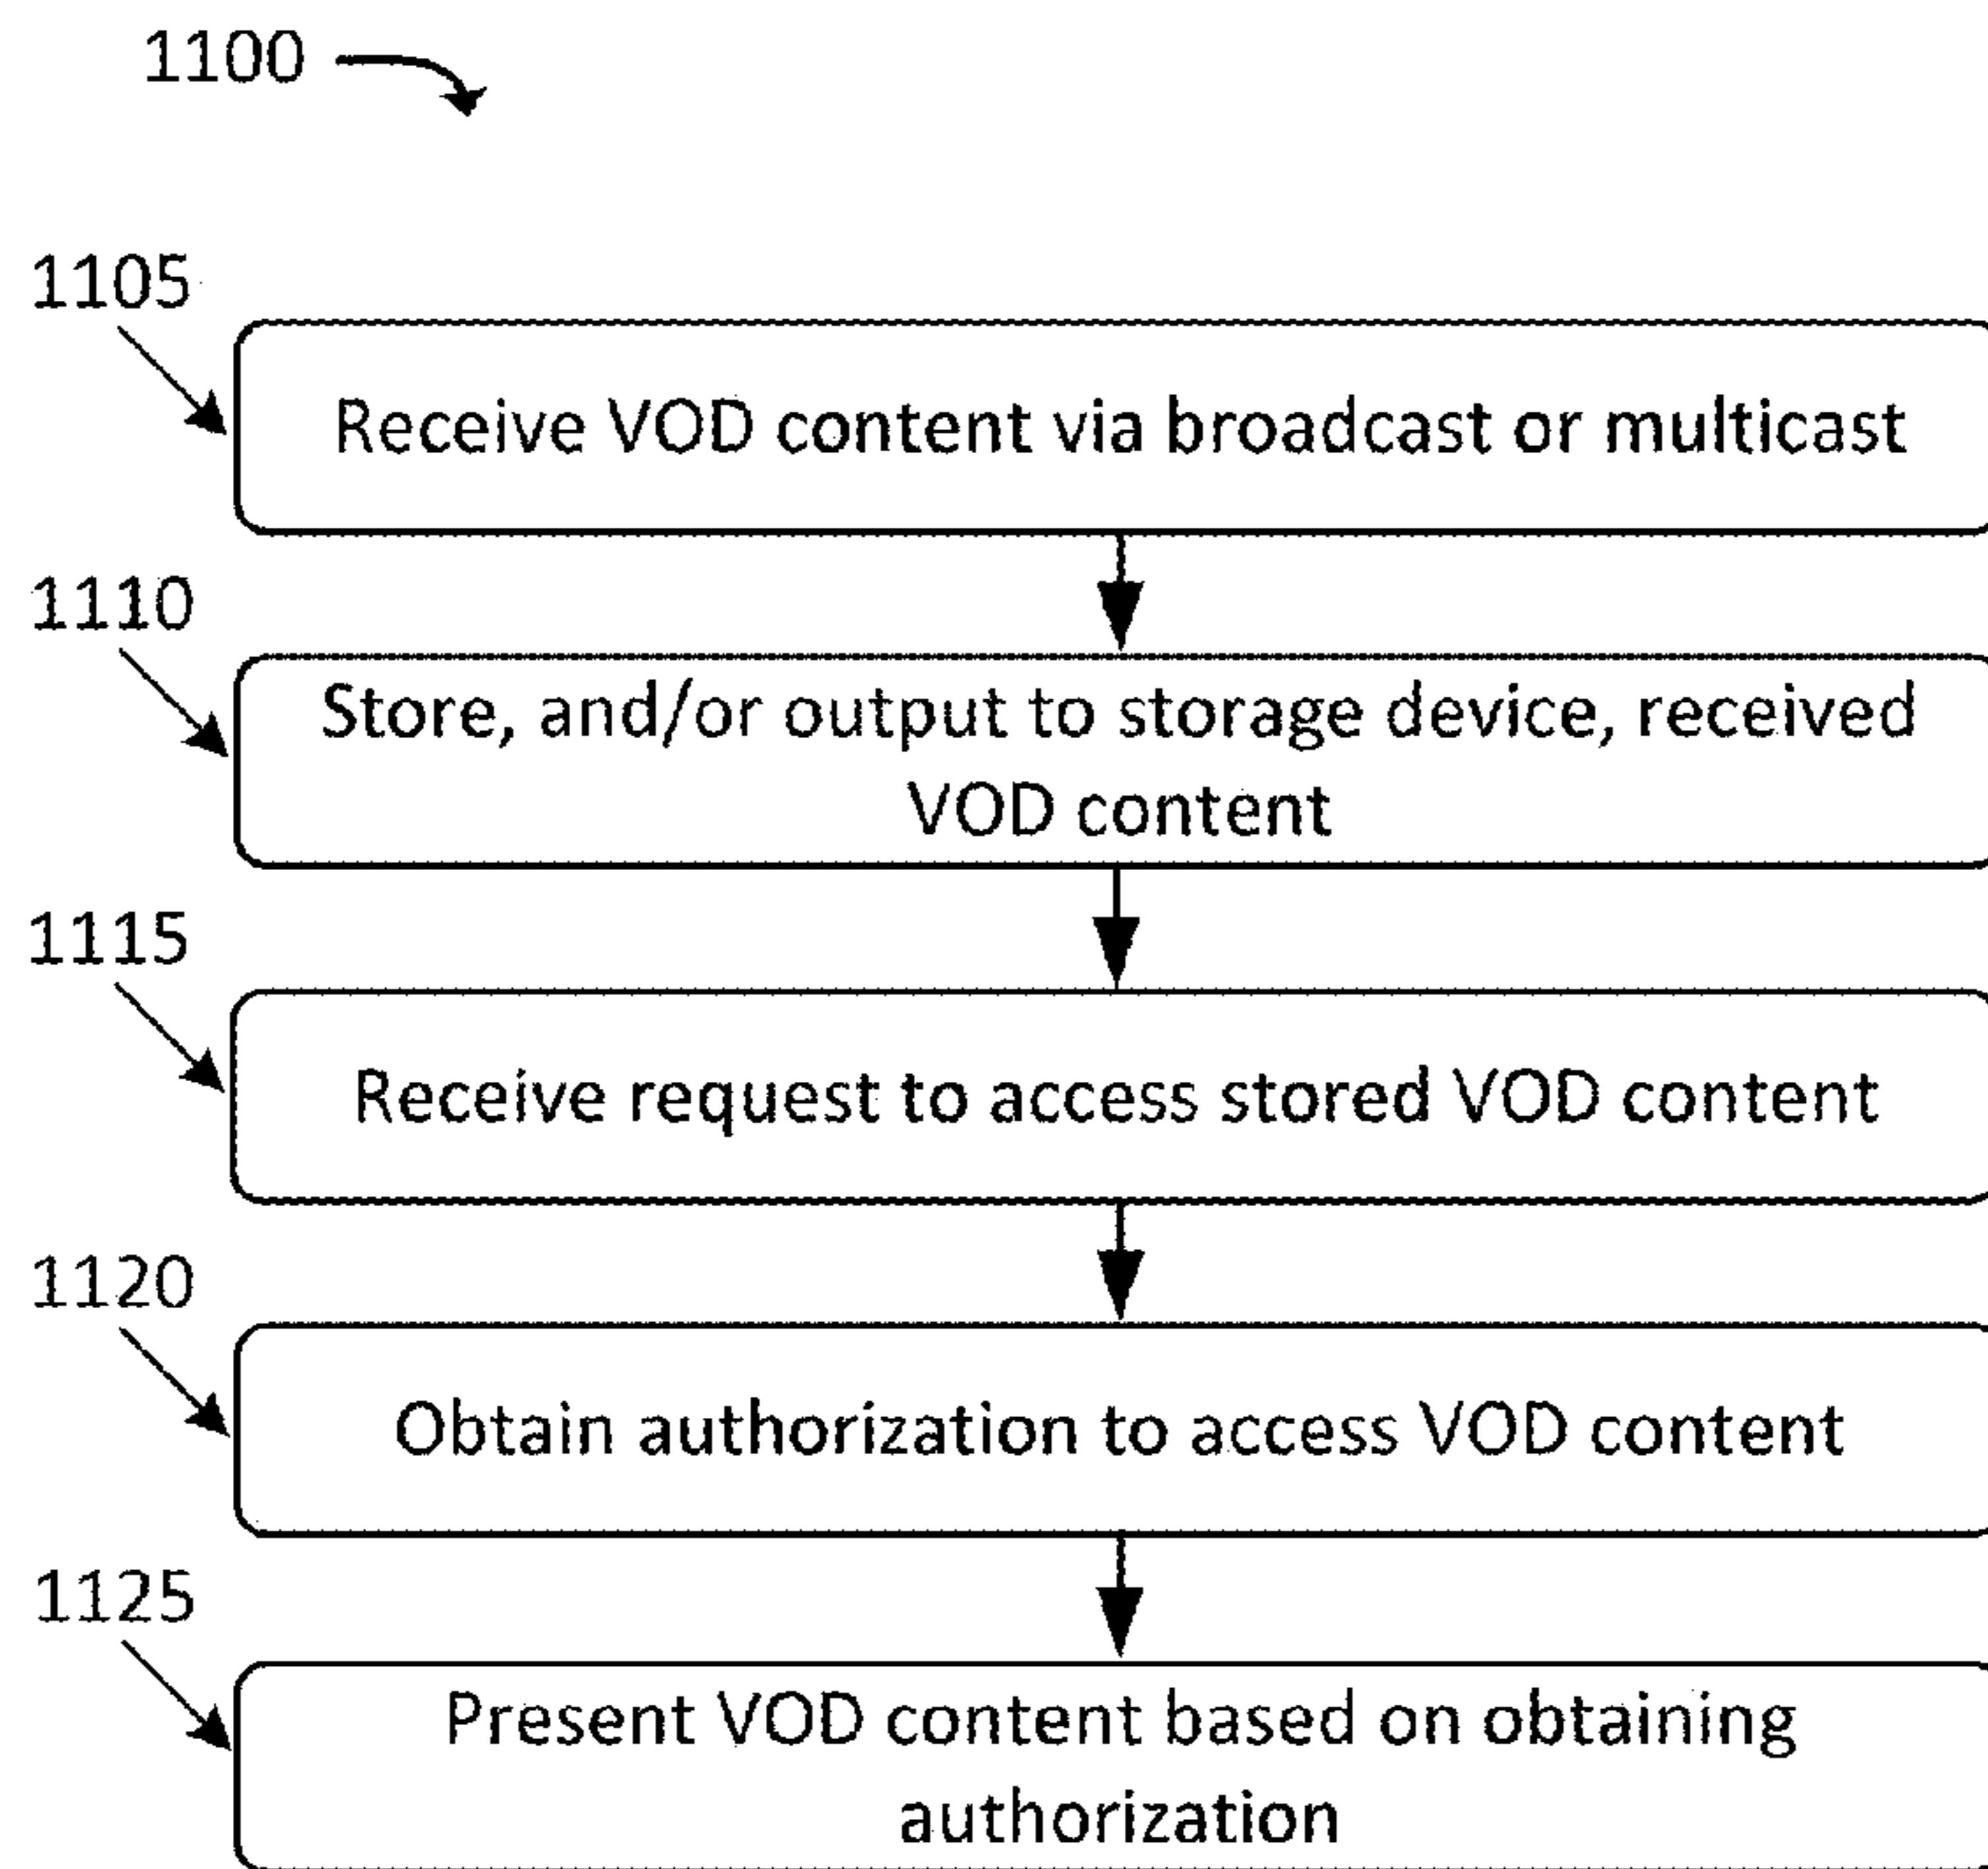 1100
1105
Receive VOD content via broadcast or multicast
1110
Store, and/or output to storage device, received
VOD content
1115
Receive request to access stored VOD content
1120
Obtain authorization to access VOD content
1125
Present VOD content based on obtaining
authorization